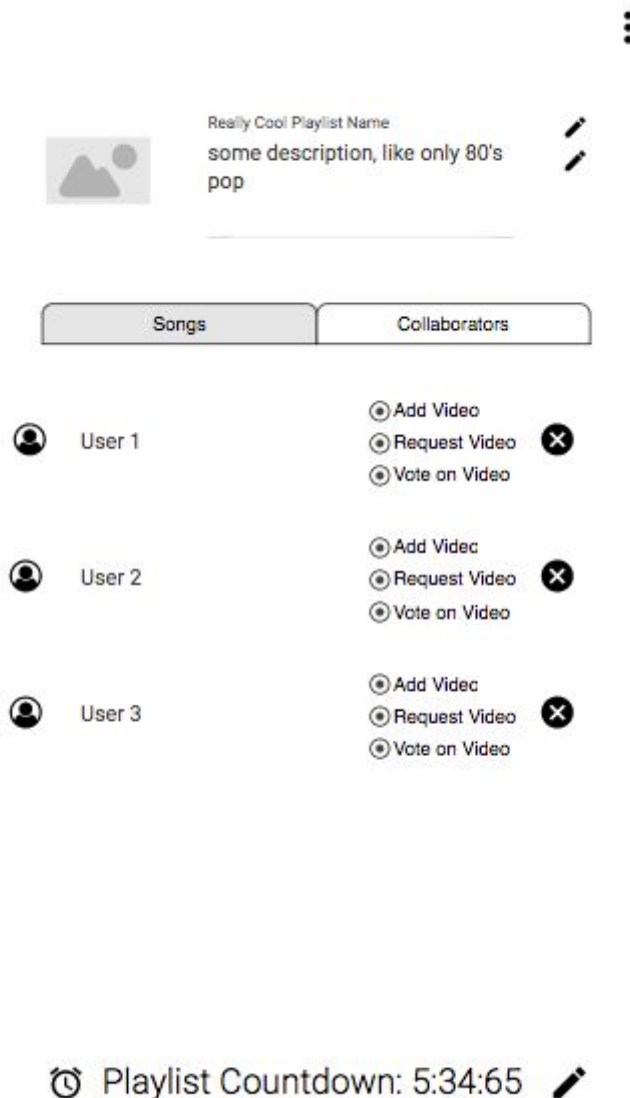 Really Cool Playlist Name
some description, like only 80's
pop
Songs
Collaborators
Add Video
User 1
Request Video
Vote on Video
Add Video
User 2
Request Video
Vote on Video
Add Video
User 3
Request Video
Vote on Video
Playlist Countdown: 5:34:65